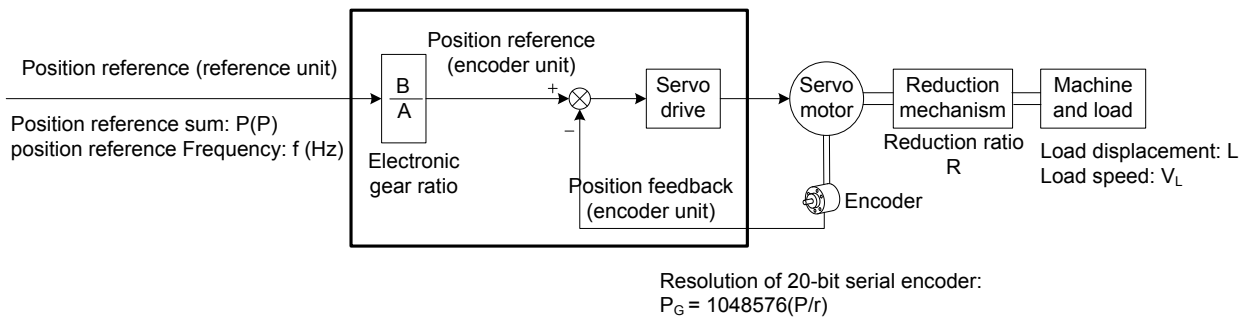 Position reference (reference unit)
Position reference sum: P(P)
position reference Frequency: f (Hz)
B
A
Electronic
gear ratio
Position reference
(encoder unit)
+
−
Servo
drive
Position feedback
(encoder unit)
Servo
motor
Encoder
Reduction
mechanism
Reduction ratio
R
Machine
and load
Load displacement: L
Load speed: VL
Resolution of 20-bit serial encoder:
PG = 1048576(P/r)